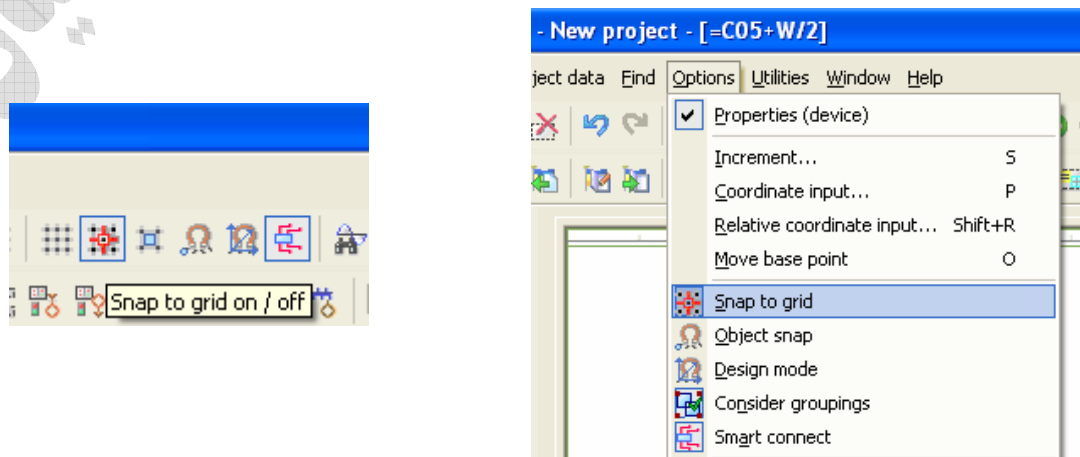 Snap to grid on / off
- New project - [=C05+W/2]
ject data Find Options Utilities Window Help
Properties (device)
Increment... S
Coordinate input... P
Relative coordinate input... Shift+R
Move base point O
Snap to grid
Object snap
Design mode
Consider groupings
Smart connect